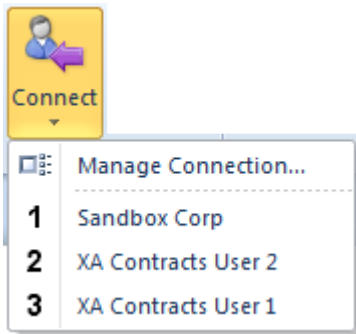 Connect
Manage Connection...
1 Sandbox Corp
2 XA Contracts User 2
3 XA Contracts User 1